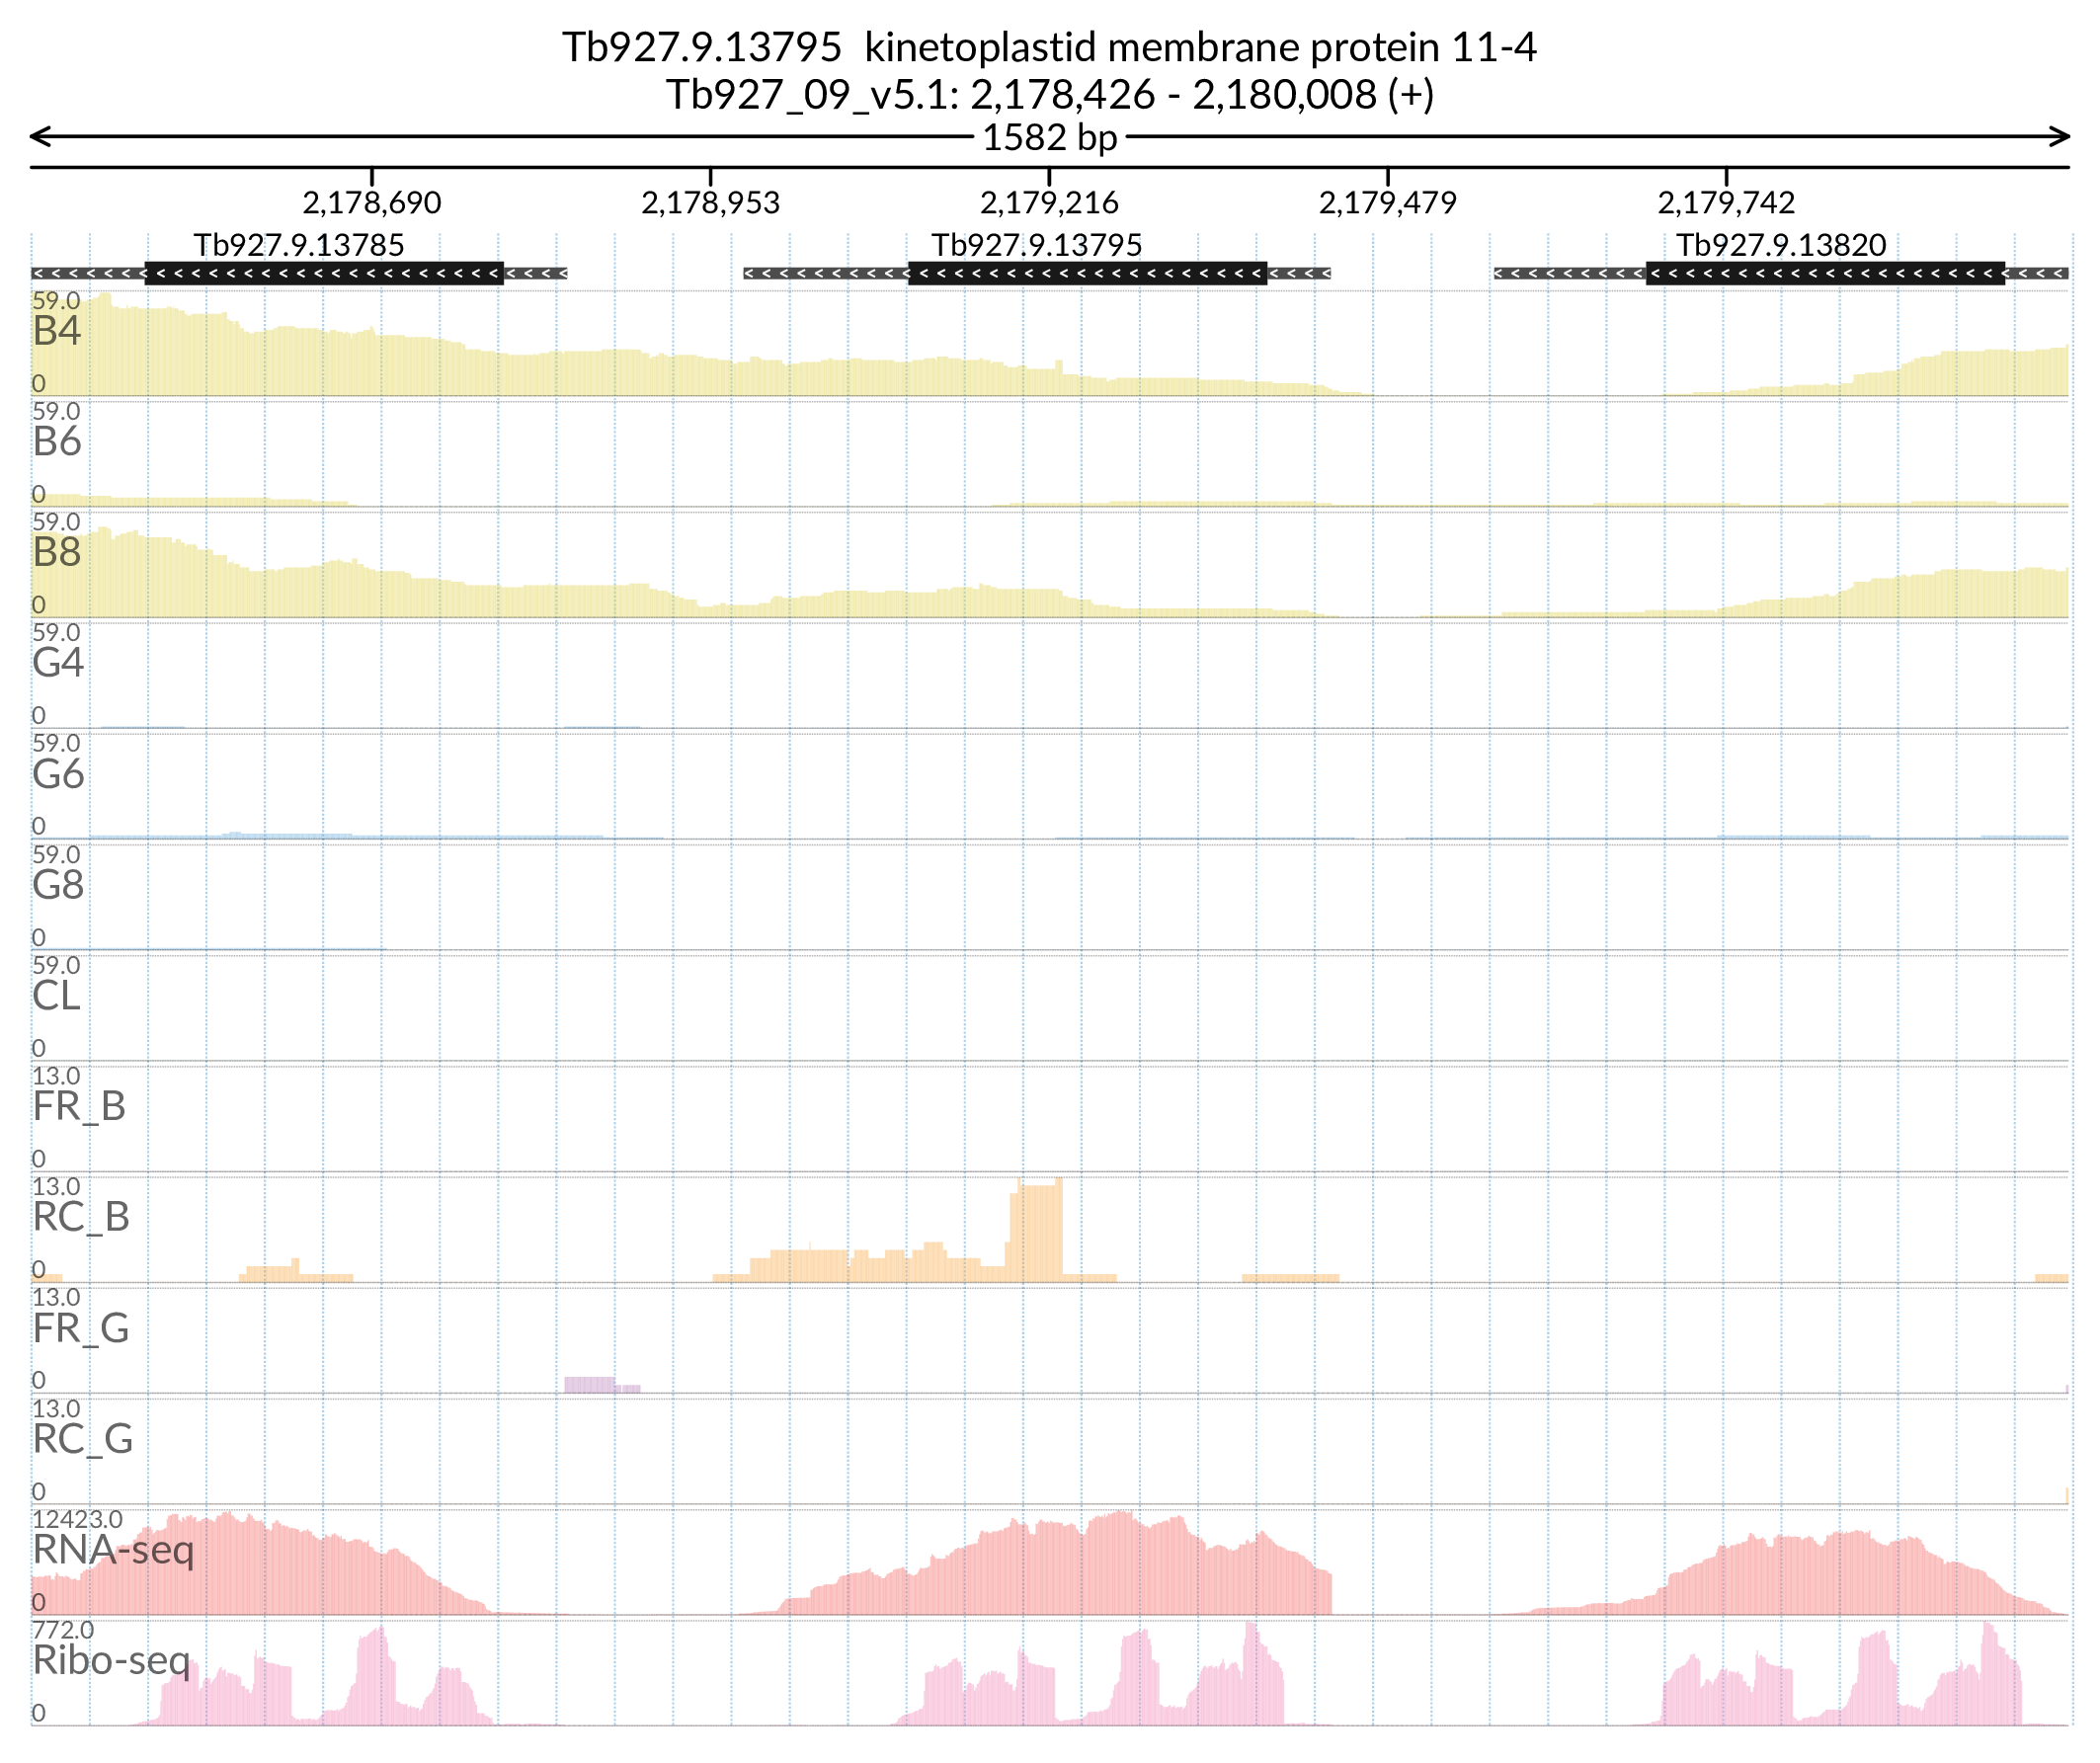 Tb927.9.13795  kinetoplastid membrane protein 11-4
Tb927_09_v5.1: 2,178,426 - 2,180,008 (+)
1582 bp
2,178,690 2,178,953 2,179,216 2,179,479 2,179,742
Tb927.9.13785 Tb927.9.13795 Tb927.9.13820
59.0
B4
0
59.0
B6
0
59.0
B8
0
59.0
G4
0
59.0
G6
0
59.0
G8
0
59.0
CL
0
13.0
FR_B
0
13.0
RC_B
0
13.0
FR_G
0
13.0
RC_G
0
12423.0
RNA-seq
0
772.0
Ribo-seq
0